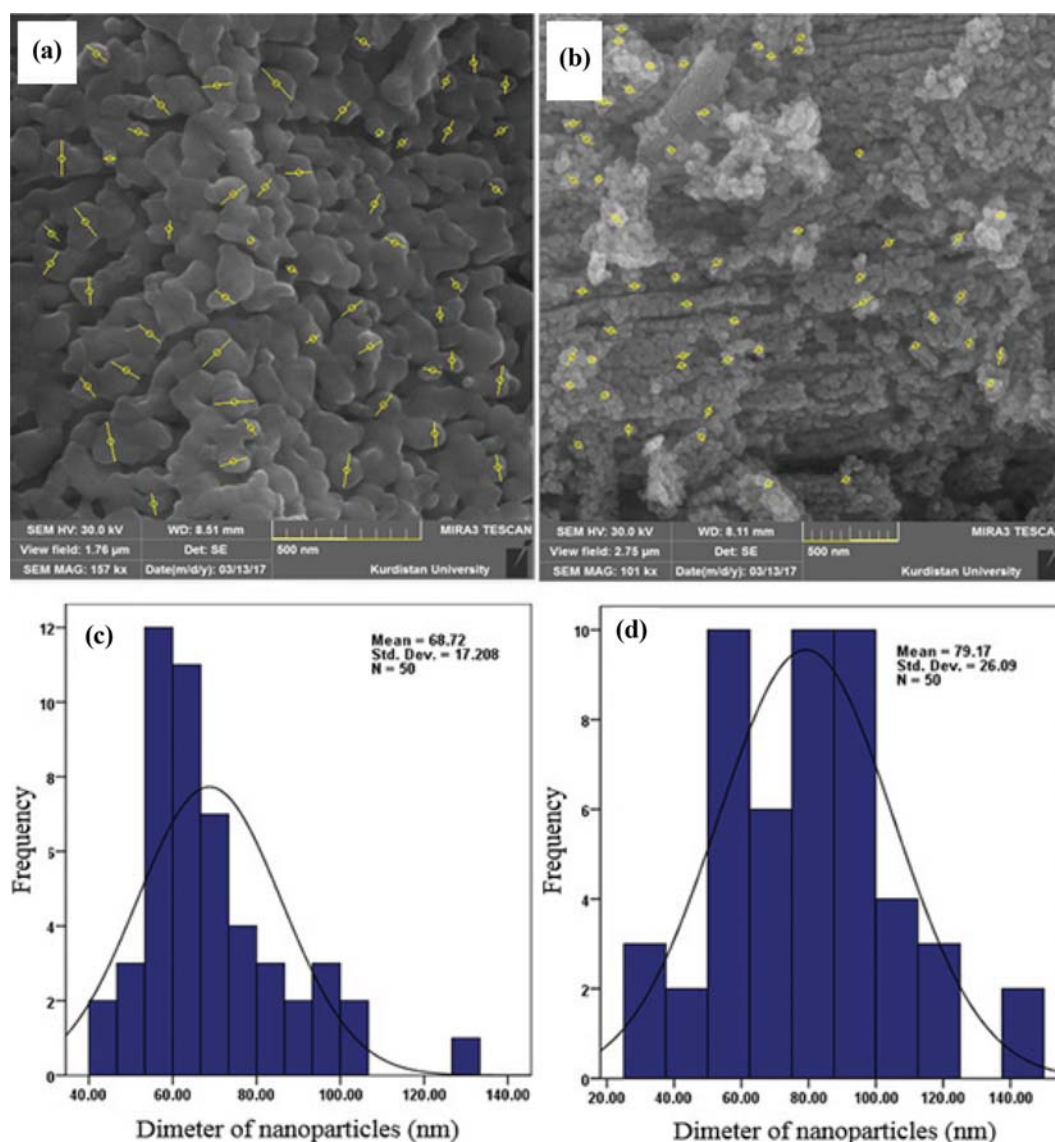 (a)
SEM HV: 30.0 kV WD: 8.51 mm MIRA3 TESCAN
View field: 1.76 µm Det: SE 500 nm
SEM MAG: 157 kx Date(m/d/y): 03/13/17 Kurdistan University
(b)
SEM HV: 30.0 kV WD: 8.11 mm MIRA3 TESCAN
View field: 2.75 µm Det: SE 500 nm
SEM MAG: 101 kx Date(m/d/y): 03/13/17 Kurdistan University
(c)
Mean = 68.72
Std. Dev. = 17.208
N = 50
12
10
8
5
4
2
0
Frequency
40.00 60.00 80.00 100.00 120.00 140.00
Dimeter of nanoparticles (nm)
(d)
Mean = 79.17
Std. Dev. = 26.09
N = 50
10
8
6
4
2
0
Frequency
20.00 40.00 60.00 80.00 100.00 120.00 140.00
Dimeter of nanoparticles (nm)